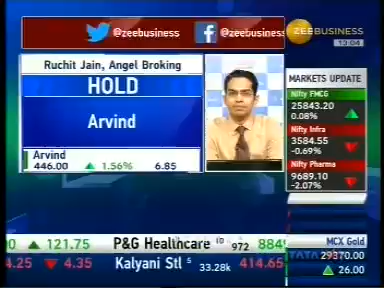 @zeebusiness
@zeebusiness
ZEEBUSINESS
13:04
Ruchit Jain, Angel Broking
HOLD
Arvind
Arvind
446.00 1.56% 6.85
MARKETS UPDATE
Nifty FMCG
25843.20
0.08%
Nifty Infra
3584.55
-0.69%
Nifty Pharma
9689.10
-2.07%
121.75 P&G Healthcare 972 884
4.25 4.35 Kalyani Stl 5 33.28k 414.65
MCX Gold
29370.00
26.00